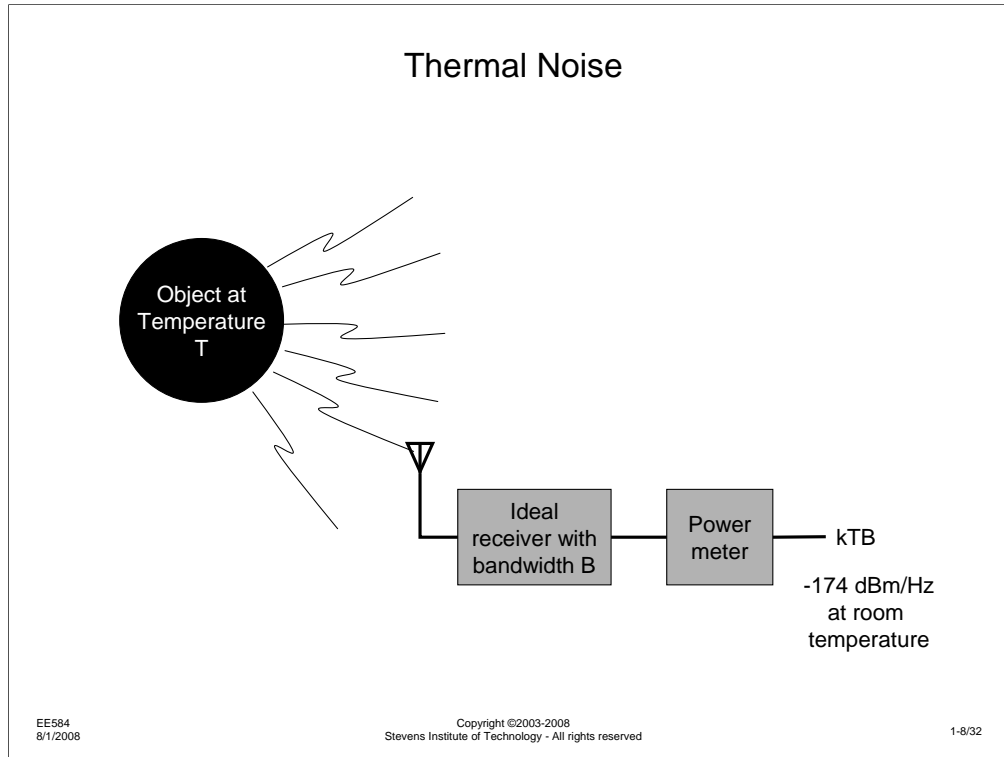 Thermal Noise
Object at
Temperature
T
Ideal
receiver with
bandwidth B
Power
meter
kTB
-174 dBm/Hz
at room
temperature
EE584
8/1/2008
Copyright ©2003-2008
Stevens Institute of Technology - All rights reserved
1-8/32